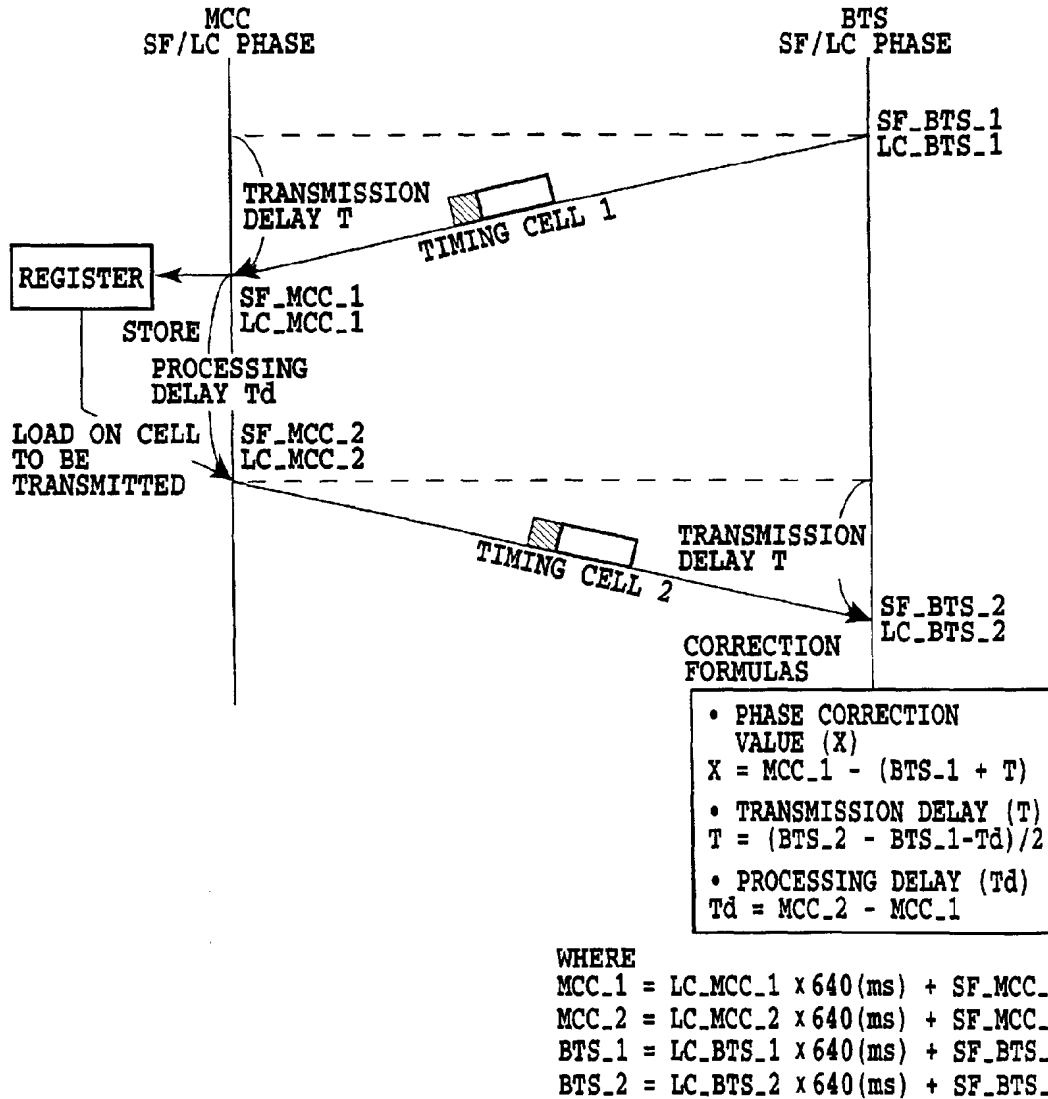 MCC
SF/LC PHASE
BTS
SF/LC PHASE
SF_BTS_1
LC_BTS_1
TRANSMISSION
DELAY T
TIMING CELL 1
REGISTER
SF_MCC_1
LC_MCC_1
STORE
PROCESSING
DELAY Td
LOAD ON CELL
TO BE
TRANSMITTED
SF_MCC_2
LC_MCC_2
TRANSMISSION
DELAY T
TIMING CELL 2
SF_BTS_2
LC_BTS_2
CORRECTION
FORMULAS
• PHASE CORRECTION
VALUE (X)
X = MCC_1 - (BTS_1 + T)
• TRANSMISSION DELAY (T)
T = (BTS_2 - BTS_1-Td)/2
• PROCESSING DELAY (Td)
Td = MCC_2 - MCC_1
WHERE
MCC_1 = LC_MCC_1 X 640(ms) + SF_MCC_
MCC_2 = LC_MCC_2 X 640(ms) + SF_MCC_
BTS_1 = LC_BTS_1 X 640(ms) + SF_BTS_
BTS_2 = LC_BTS_2 X 640(ms) + SF_BTS_